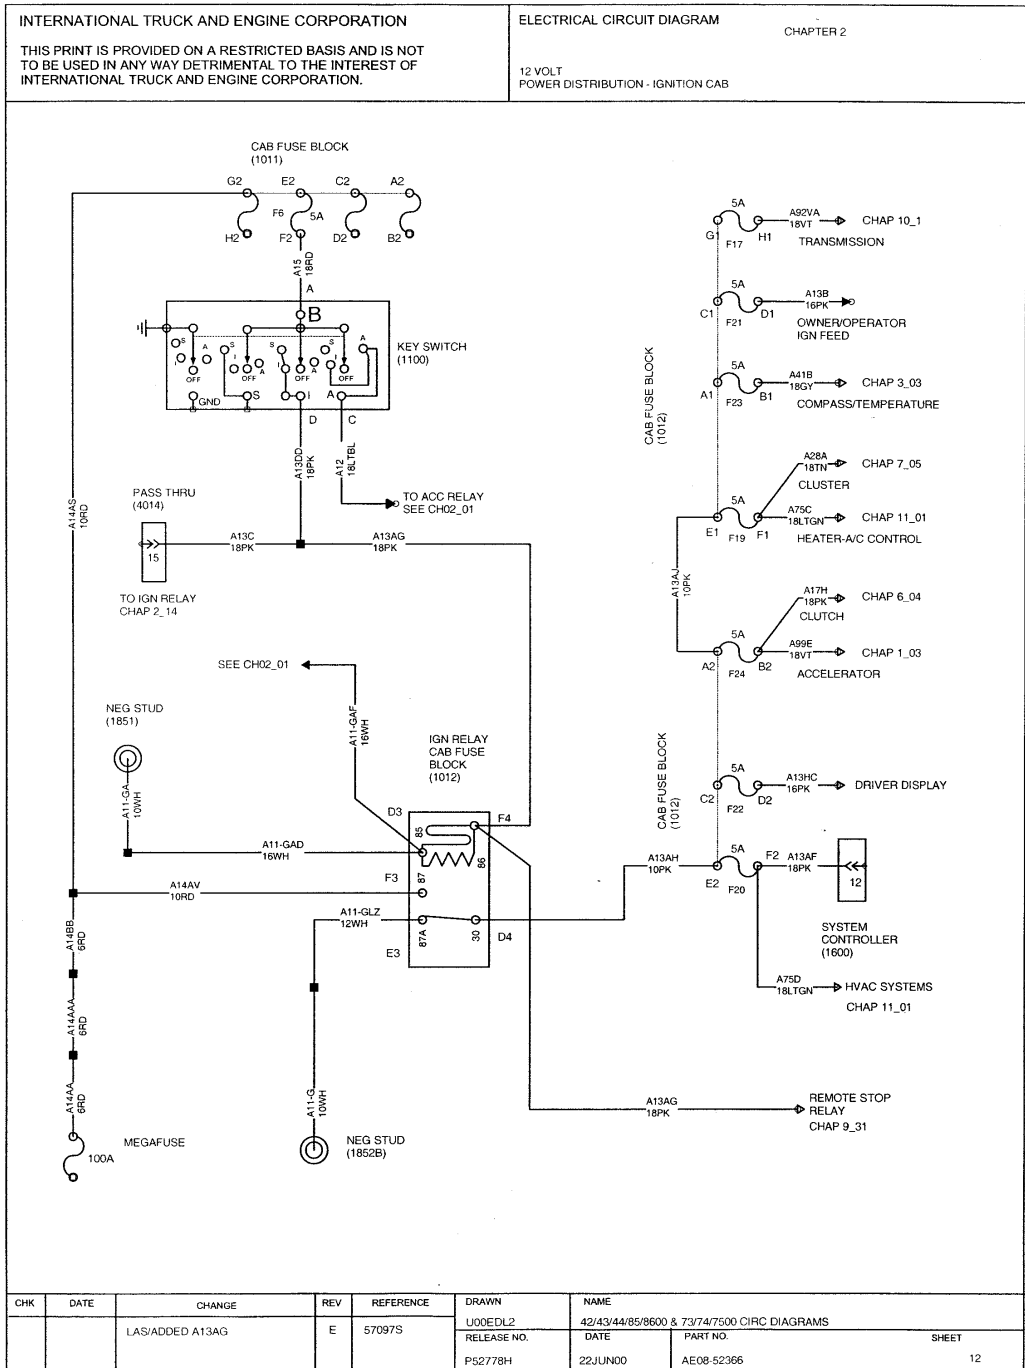 INTERNATIONAL TRUCK AND ENGINE CORPORATION
THIS PRINT IS PROVIDED ON A RESTRICTED BASIS AND IS NOT
TO BE USED IN ANY WAY DETRIMENTAL TO THE INTEREST OF
INTERNATIONAL TRUCK AND ENGINE CORPORATION.
ELECTRICAL CIRCUIT DIAGRAM
CHAPTER 2
12 VOLT
POWER DISTRIBUTION - IGNITION CAB
CAB FUSE BLOCK
(1011)
G2
E2
C2
A2
F6
5A
H2
F2
D2
B2
A15
18RD
A
B
KEY SWITCH
(1100)
S
A
I
OFF
S
I
A
OFF
S
I
A
OFF
S
I
A
OFF
GND
S
I
A
D
C
A13DD
18PK
A12
18LTBL
TO ACC RELAY
SEE CH02_01
A14AS
10RD
PASS THRU
(4014)
15
A13C
18PK
A13AG
18PK
TO IGN RELAY
CHAP 2_14
SEE CH02_01
A11-GAF
16WH
NEG STUD
(1851)
A11-GA
10WH
A11-GAD
16WH
IGN RELAY
CAB FUSE
BLOCK
(1012)
D3
F4
85
86
F3
87
A14AV
10RD
A11-GLZ
12WH
87A
30
E3
D4
A14BB
6RD
A14AAA
6RD
A14AA
6RD
MEGAFUSE
100A
A11-G
10WH
NEG STUD
(1852B)
CAB FUSE BLOCK
(1012)
5A
G1
F17
H1
A92VA
18VT
CHAP 10_1
TRANSMISSION
5A
C1
F21
D1
A13B
16PK
OWNER/OPERATOR
IGN FEED
5A
A1
F23
B1
A41B
18GY
CHAP 3_03
COMPASS/TEMPERATURE
A28A
18TN
CHAP 7_05
CLUSTER
5A
E1
F19
F1
A75C
18LTGN
CHAP 11_01
HEATER-A/C CONTROL
A13AJ
10PK
A17H
18PK
CHAP 6_04
CLUTCH
5A
A2
F24
B2
A99E
18VT
CHAP 1_03
ACCELERATOR
CAB FUSE BLOCK
(1012)
5A
C2
F22
D2
A13HC
16PK
DRIVER DISPLAY
A13AH
10PK
5A
E2
F20
F2
A13AF
18PK
12
SYSTEM
CONTROLLER
(1600)
A75D
18LTGN
HVAC SYSTEMS
CHAP 11_01
A13AG
18PK
REMOTE STOP
RELAY
CHAP 9_31
CHK
DATE
CHANGE
REV
REFERENCE
DRAWN
NAME
LAS/ADDED A13AG
E
57097S
U00EDL2
42/43/44/85/8600 & 73/74/7500 CIRC DIAGRAMS
RELEASE NO.
DATE
PART NO.
SHEET
P52778H
22JUN00
AE08-52366
12